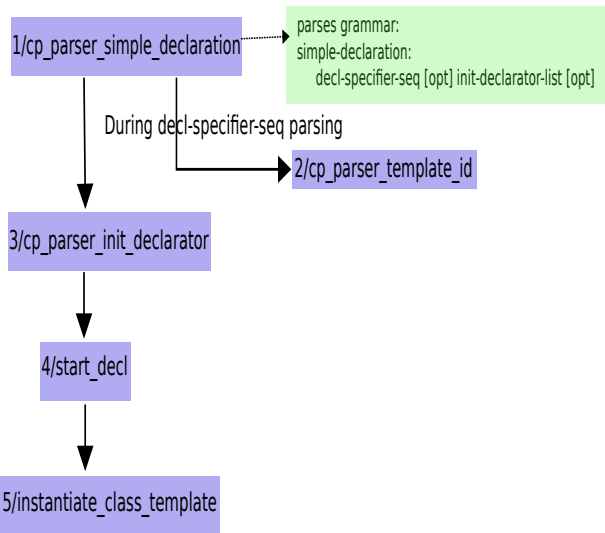 1/cp_parser_simple_declaration
parses grammar:
simple-declaration:
decl-specifier-seq [opt] init-declarator-list [opt]
During decl-specifier-seq parsing
2/cp_parser_template_id
3/cp_parser_init_declarator
4/start_decl
5/instantiate_class_template